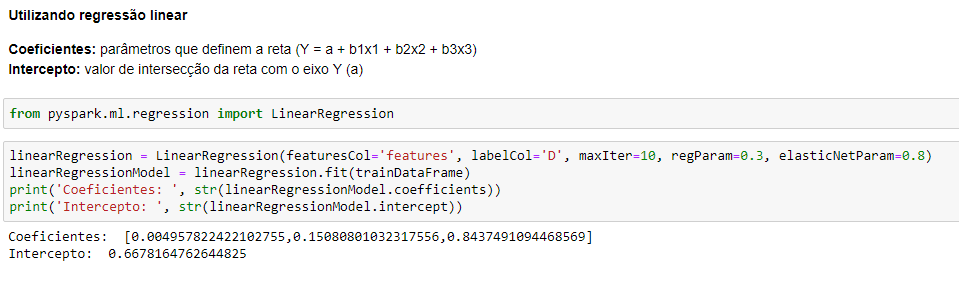 Utilizando regressão linear
Coeficientes: parâmetros que definem a reta (Y = a + b1x1 + b2x2 + b3x3)
Intercepto: valor de intersecção da reta com o eixo Y (a)
from pyspark.ml.regression import LinearRegression
linearRegression = LinearRegression(featuresCol='features', labelCol='D', maxIter=10, regParam=0.3, elasticNetParam=0.8)
linearRegressionModel = linearRegression.fit(trainDataFrame)
print('Coeficientes: ', str(linearRegressionModel.coefficients))
print('Intercepto: ', str(linearRegressionModel.intercept))
Coeficientes:  [0.004957822422102755,0.15080801032317556,0.8437491094468569]
Intercepto:  0.6678164762644825